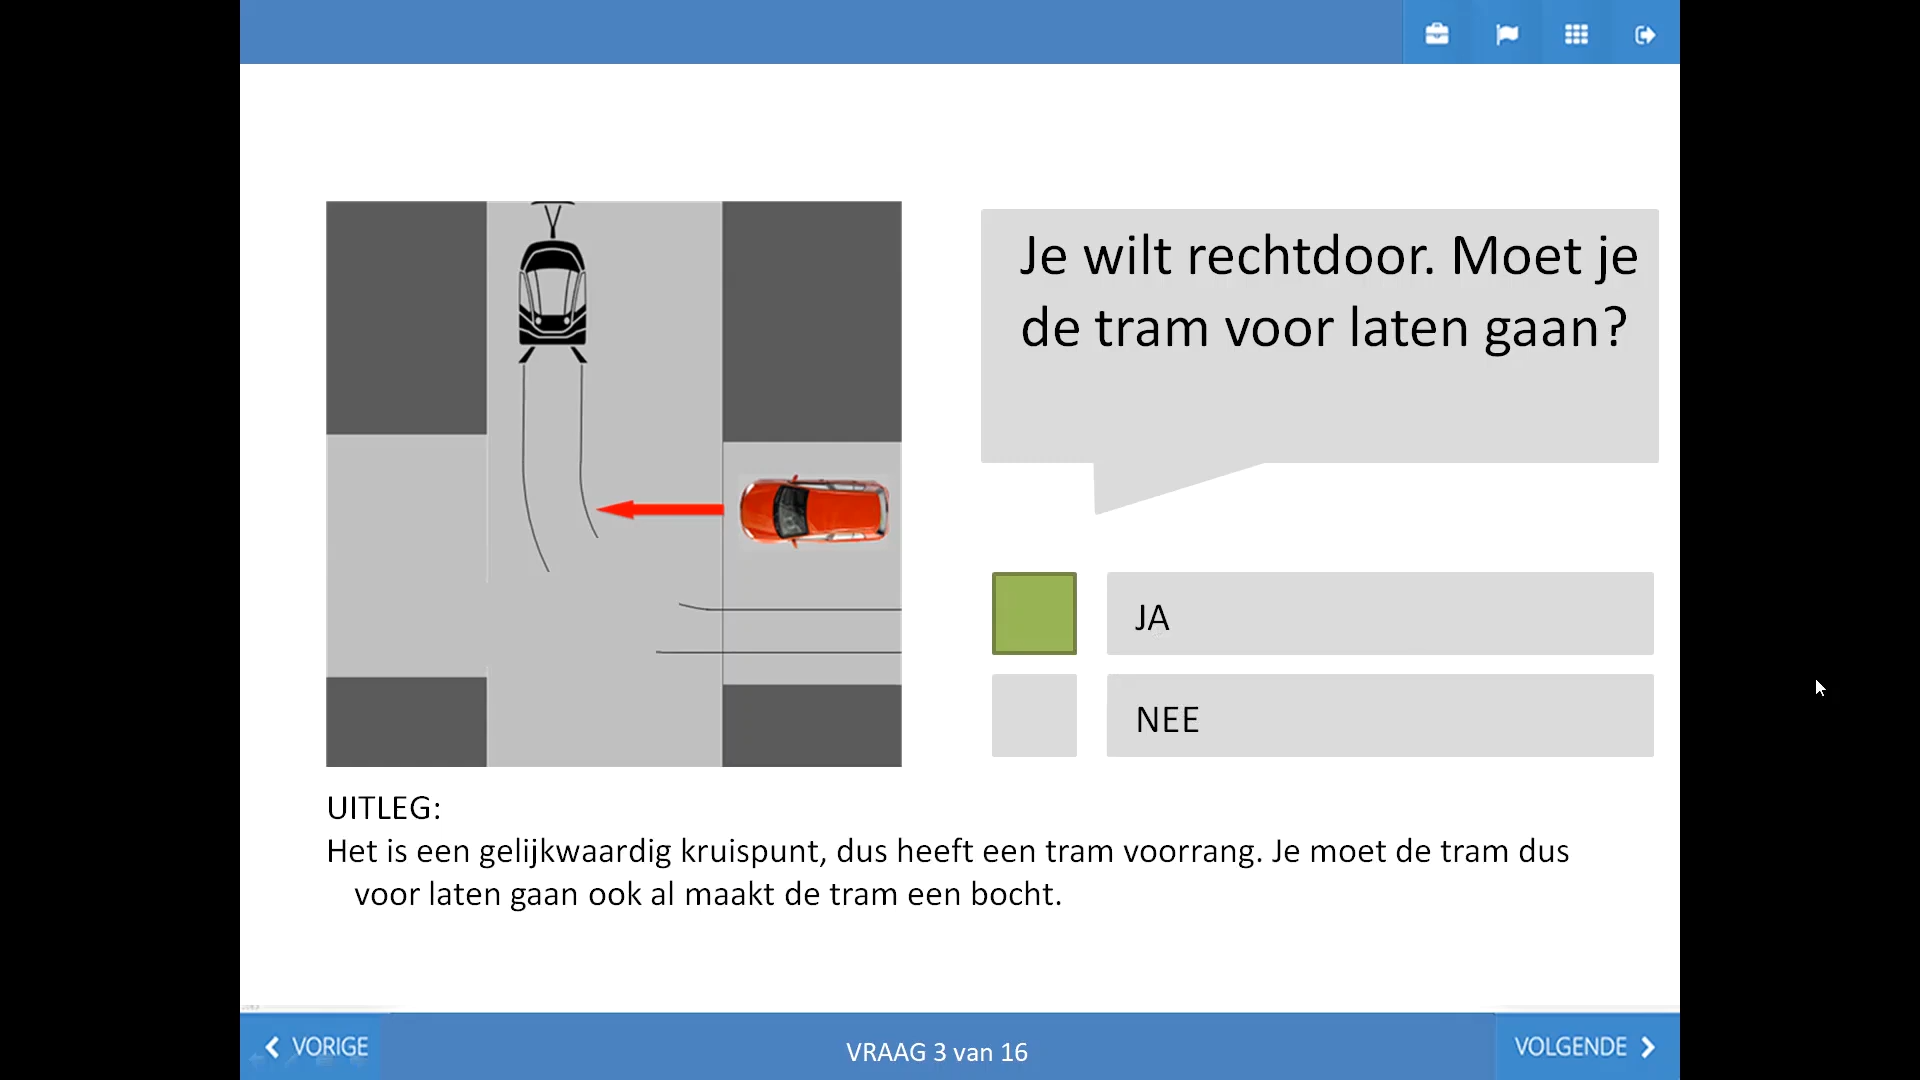 Je wilt rechtdoor. Moet je
de tram voor laten gaan?
JA
NEE
UITLEG:
Het is een gelijkwaardig kruispunt, dus heeft een tram voorrang. Je moet de tram dus
voor laten gaan ook al maakt de tram een bocht.
VORIGE
VRAAG 3 van 16
VOLGENDE